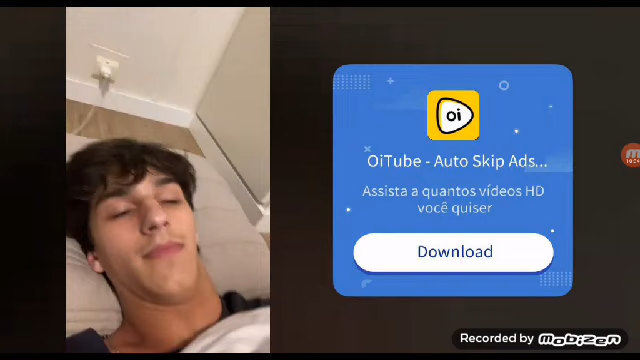 oi
OiTube - Auto Skip Ads...
Assista a quantos vídeos HD
você quiser
Download
Recorded by MOBIZEN